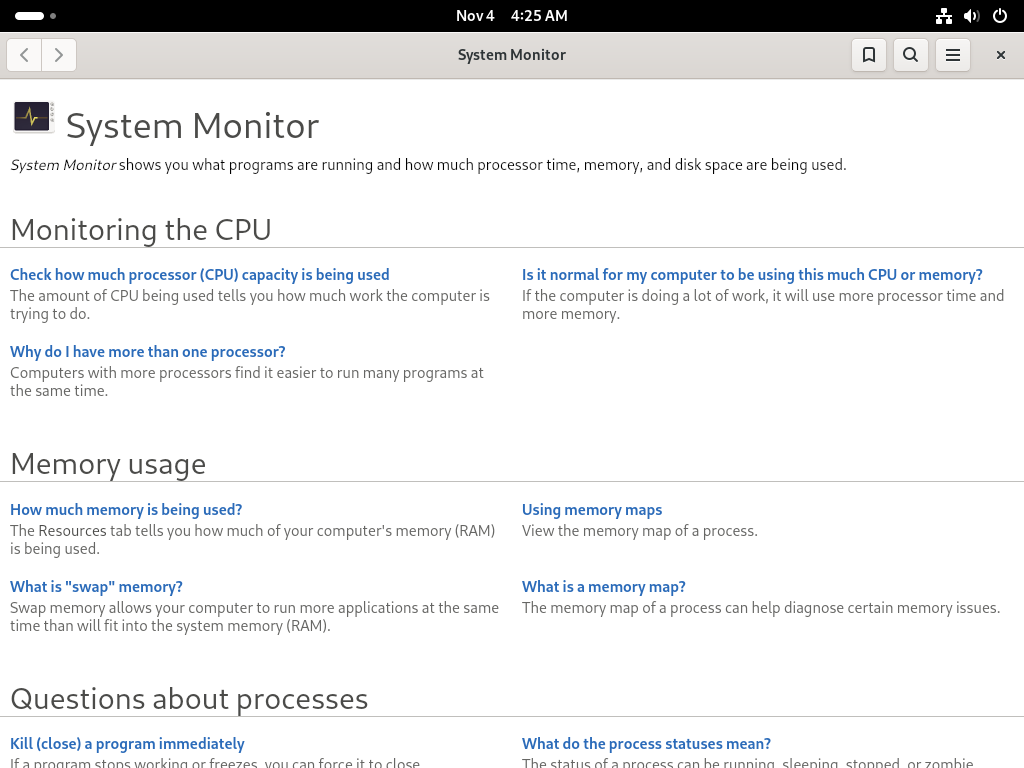 Nov 4 4:25 AM
System Monitor
System Monitor
System Monitor shows you what programs are running and how much processor time, memory, and disk space are being used.
Monitoring the CPU
Check how much processor (CPU) capacity is being used
The amount of CPU being used tells you how much work the computer is
trying to do.
Is it normal for my computer to be using this much CPU or memory?
If the computer is doing a lot of work, it will use more processor time and
more memory.
Why do I have more than one processor?
Computers with more processors find it easier to run many programs at
the same time.
Memory usage
How much memory is being used?
The Resources tab tells you how much of your computer's memory (RAM)
is being used.
Using memory maps
View the memory map of a process.
What is "swap" memory?
Swap memory allows your computer to run more applications at the same
time than will fit into the system memory (RAM).
What is a memory map?
The memory map of a process can help diagnose certain memory issues.
Questions about processes
Kill (close) a program immediately
If a program stops working or freezes, you can force it to close
What do the process statuses mean?
The status of a process can be running, sleeping, stopped, or zombie